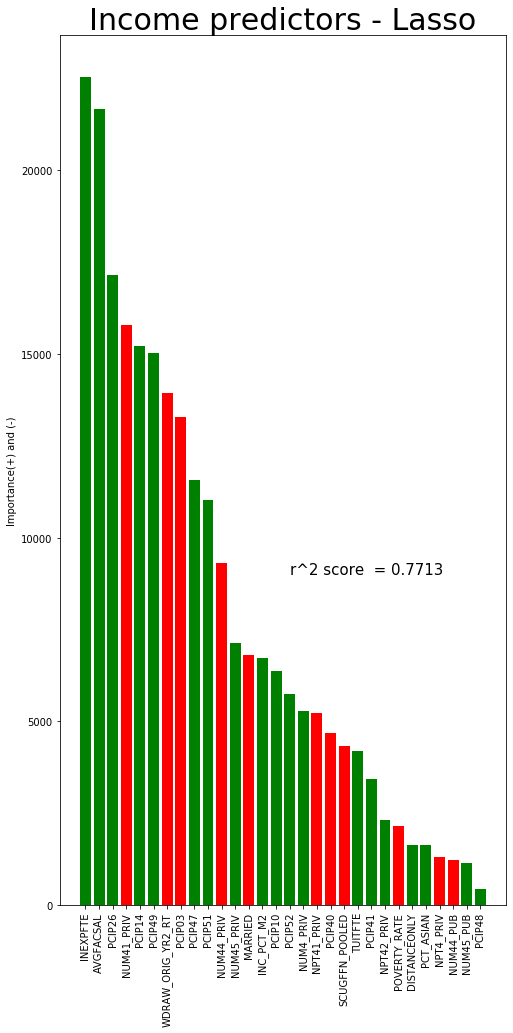 Income predictors - Lasso
Importance(+) and (-)
20000
15000
10000
5000
0
r^2 score = 0.7713
INEXPFTE
AVGFACSAL
PCIP26
NUM41_PRIV
PCIP14
PCIP49
WDRAW_ORIG_YR2_RT
PCIP03
PCIP47
PCIP51
NUM44_PRIV
NUM45_PRIV
MARRIED
INC_PCT_M2
PCIP10
PCIP52
NUM4_PRIV
NPT41_PRIV
PCIP40
SCUGFFN_POOLED
TUITFTE
PCIP41
NPT42_PRIV
POVERTY_RATE
DISTANCEONLY
PCT_ASIAN
NPT4_PRIV
NUM44_PUB
NUM45_PUB
PCIP48